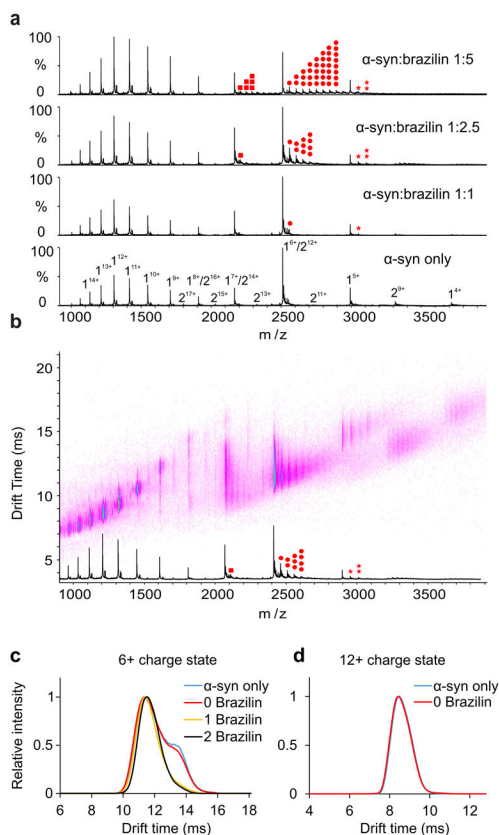 a
100
%
0
α-syn:brazilin 1:5
100
%
0
α-syn:brazilin 1:2.5
100
%
0
α-syn:brazilin 1:1
100
%
0
α-syn only
1¹⁴⁺ 1¹³⁺ 1¹²⁺ 1¹¹⁺ 1¹⁰⁺ 1⁹⁺ 2¹⁷⁺ 1⁸⁺/2¹⁶⁺ 2¹⁵⁺ 1⁷⁺/2¹⁴⁺ 2¹³⁺ 1⁶⁺/2¹²⁺ 2¹¹⁺ 1⁵⁺ 2⁹⁺ 1⁴⁺
1000 1500 2000 2500 3000 3500
m/z
b
Drift Time (ms)
20
15
10
5
1000 1500 2000 2500 3000 3500
m/z
c
6+ charge state
Relative intensity
1
0.5
0
α-syn only
0 Brazilin
1 Brazilin
2 Brazilin
6 8 10 12 14 16 18
Drift time (ms)
d
12+ charge state
1
0.5
0
α-syn only
0 Brazilin
4 6 8 10 12
Drift time (ms)